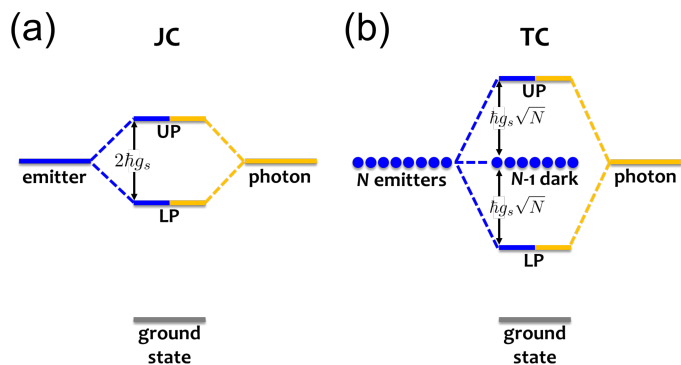 (a)
JC
UP
2ħg_s
emitter
photon
LP
ground
state
(b)
TC
UP
ħg_s√N
N emitters
N-1 dark
photon
ħg_s√N
LP
ground
state